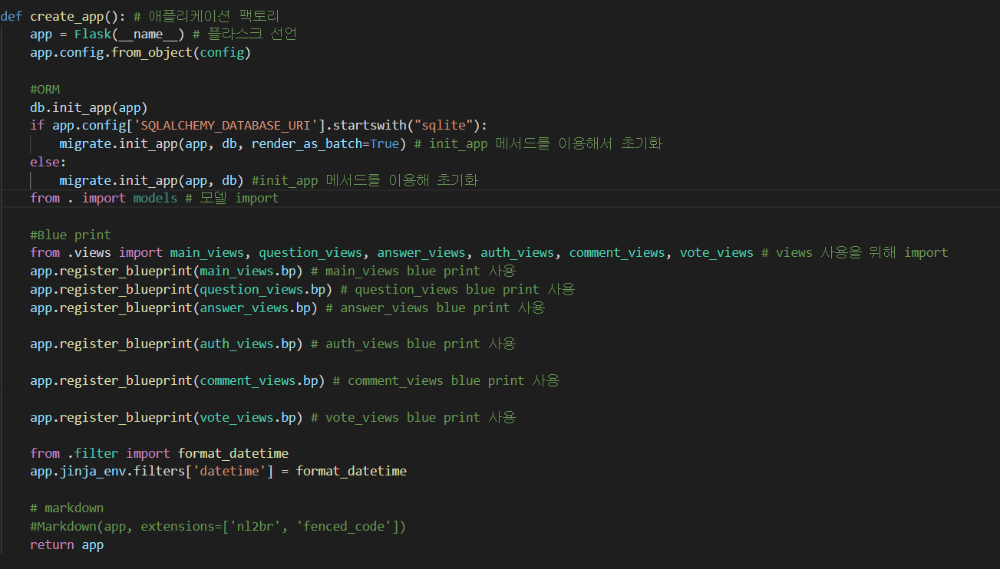 def create_app(): # 애플리케이션 팩토리
    app = Flask(__name__) # 플라스크 선언
    app.config.from_object(config)
    #ORM
    db.init_app(app)
    if app.config['SQLALCHEMY_DATABASE_URI'].startswith("sqlite"):
        migrate.init_app(app, db, render_as_batch=True) # init_app 메서드를 이용해서 초기화
    else:
        migrate.init_app(app, db) #init_app 메서드를 이용해 초기화
    from . import models # 모델 import
    #Blue print
    from .views import main_views, question_views, answer_views, auth_views, comment_views, vote_views # views 사용을 위해 import
    app.register_blueprint(main_views.bp) # main_views blue print 사용
    app.register_blueprint(question_views.bp) # question_views blue print 사용
    app.register_blueprint(answer_views.bp) # answer_views blue print 사용
    app.register_blueprint(auth_views.bp) # auth_views blue print 사용
    app.register_blueprint(comment_views.bp) # comment_views blue print 사용
    app.register_blueprint(vote_views.bp) # vote_views blue print 사용
    from .filter import format_datetime
    app.jinja_env.filters['datetime'] = format_datetime
    # markdown
    #Markdown(app, extensions=['nl2br', 'fenced_code'])
    return app